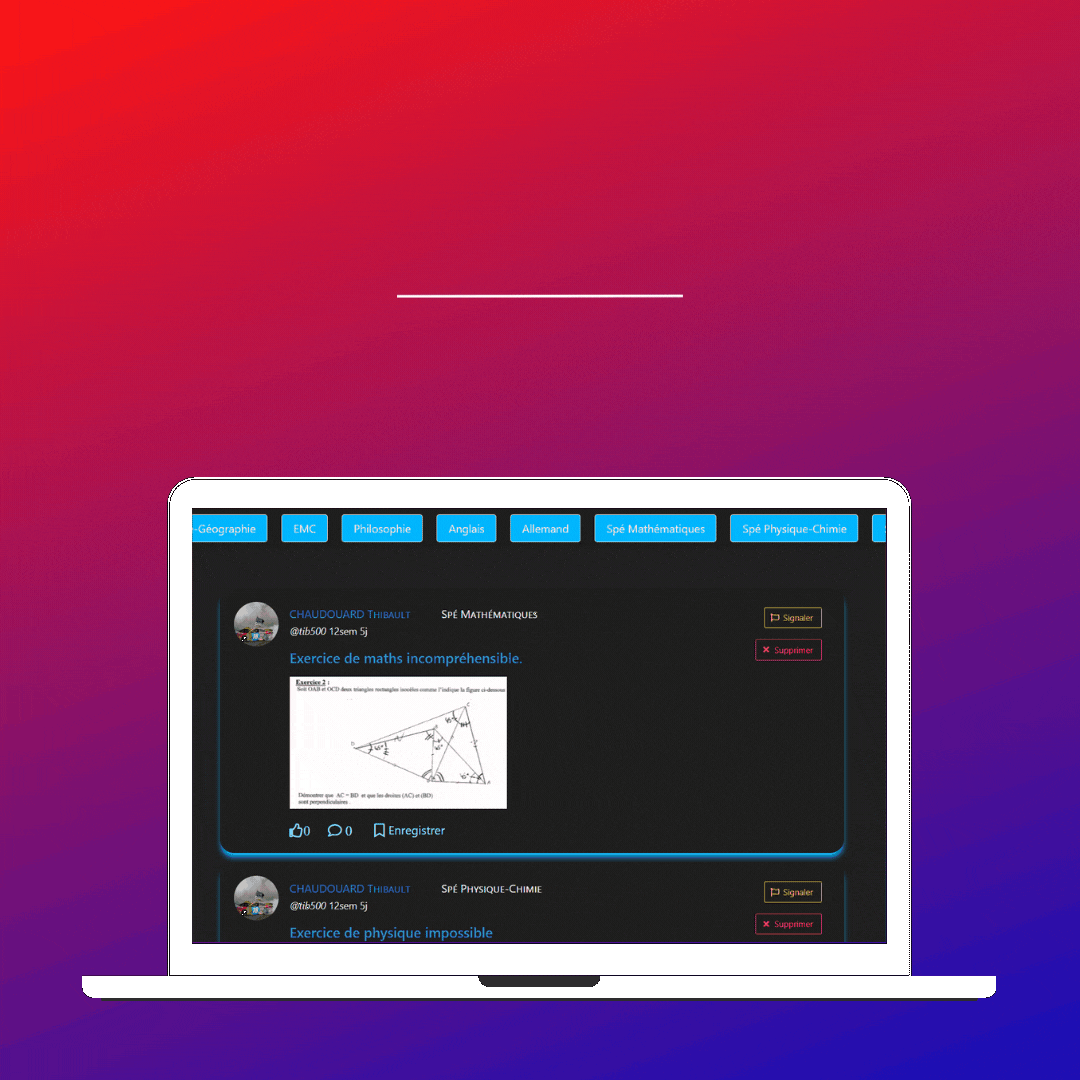 -Géographie EMC Philosophie Anglais Allemand Spé Mathématiques Spé Physique-Chimie
CHAUDOUARD THIBAULT SPÉ MATHÉMATIQUES Signaler
@tib500 12sem 5j
Supprimer
Exercice de maths incompréhensible.
Exercice 2 :
Soit OAB et OCD deux triangles rectangles isocèles comme l'indique la figure ci-dessous
Démontrer que AC = BD et que les droites (AC) et (BD)
sont perpendiculaires
0 0 Enregistrer
CHAUDOUARD THIBAULT SPÉ PHYSIQUE-CHIMIE Signaler
@tib500 12sem 5j
Supprimer
Exercice de physique impossible